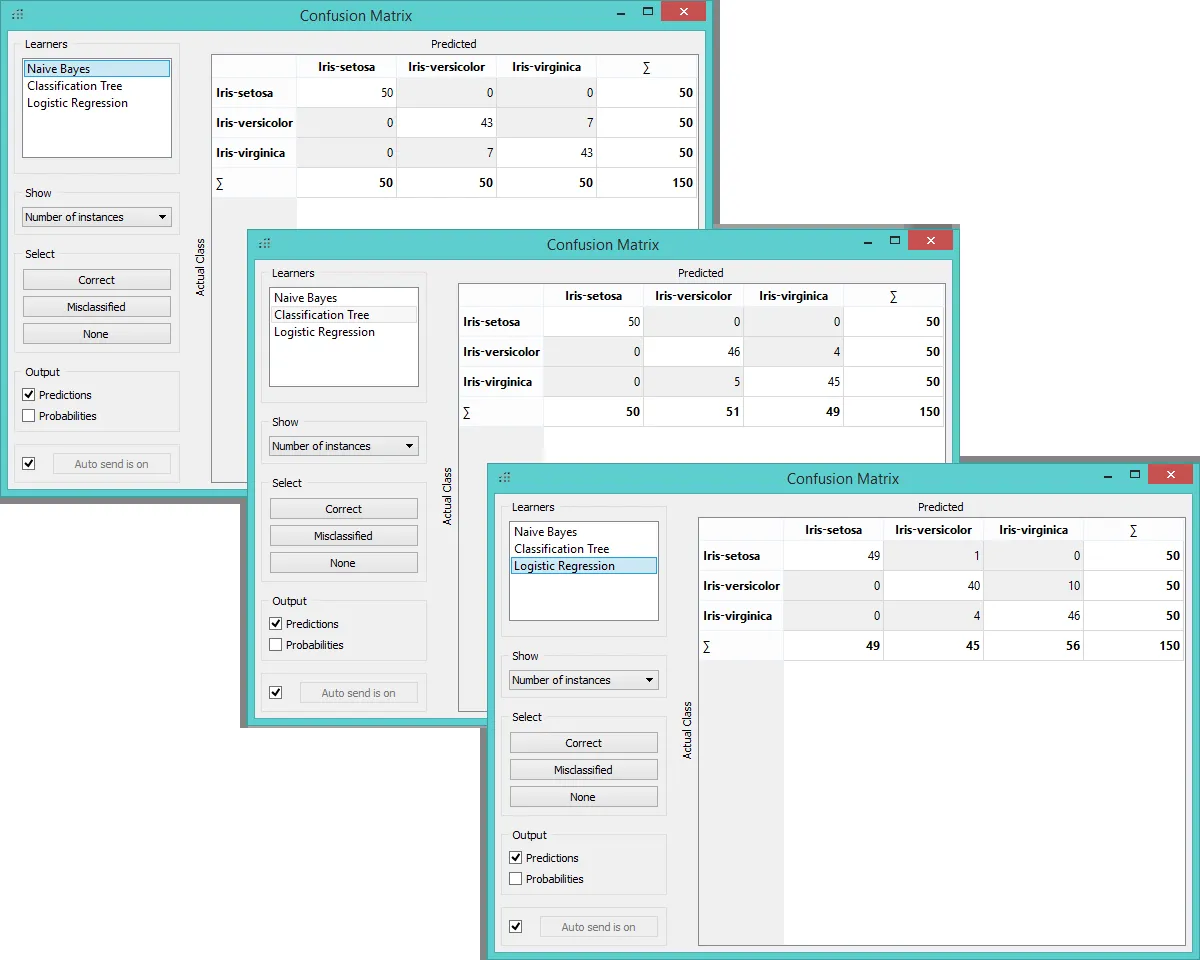 Confusion Matrix
Learners
Naive Bayes
Classification Tree
Logistic Regression
Show
Number of instances
Select
Correct
Misclassified
None
Output
Predictions
Probabilities
Auto send is on
Predicted
Actual Class
Iris-setosa Iris-versicolor Iris-virginica ∑
Iris-setosa 50 0 0 50
Iris-versicolor 0 43 7 50
Iris-virginica 0 7 43 50
∑ 50 50 50 150
Confusion Matrix
Learners
Naive Bayes
Classification Tree
Logistic Regression
Show
Number of instances
Select
Correct
Misclassified
None
Output
Predictions
Probabilities
Auto send is on
Predicted
Actual Class
Iris-setosa Iris-versicolor Iris-virginica ∑
Iris-setosa 50 0 0 50
Iris-versicolor 0 46 4 50
Iris-virginica 0 5 45 50
∑ 50 51 49 150
Confusion Matrix
Learners
Naive Bayes
Classification Tree
Logistic Regression
Show
Number of instances
Select
Correct
Misclassified
None
Output
Predictions
Probabilities
Auto send is on
Predicted
Actual Class
Iris-setosa Iris-versicolor Iris-virginica ∑
Iris-setosa 49 1 0 50
Iris-versicolor 0 40 10 50
Iris-virginica 0 4 46 50
∑ 49 45 56 150